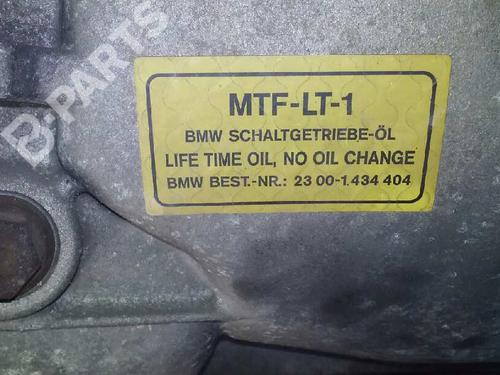 B-PARTS
MTF-LT-1
BMW SCHALTGETRIEBE-ÖL
LIFE TIME OIL, NO OIL CHANGE
BMW BEST.-NR.: 23 00-1.434 404